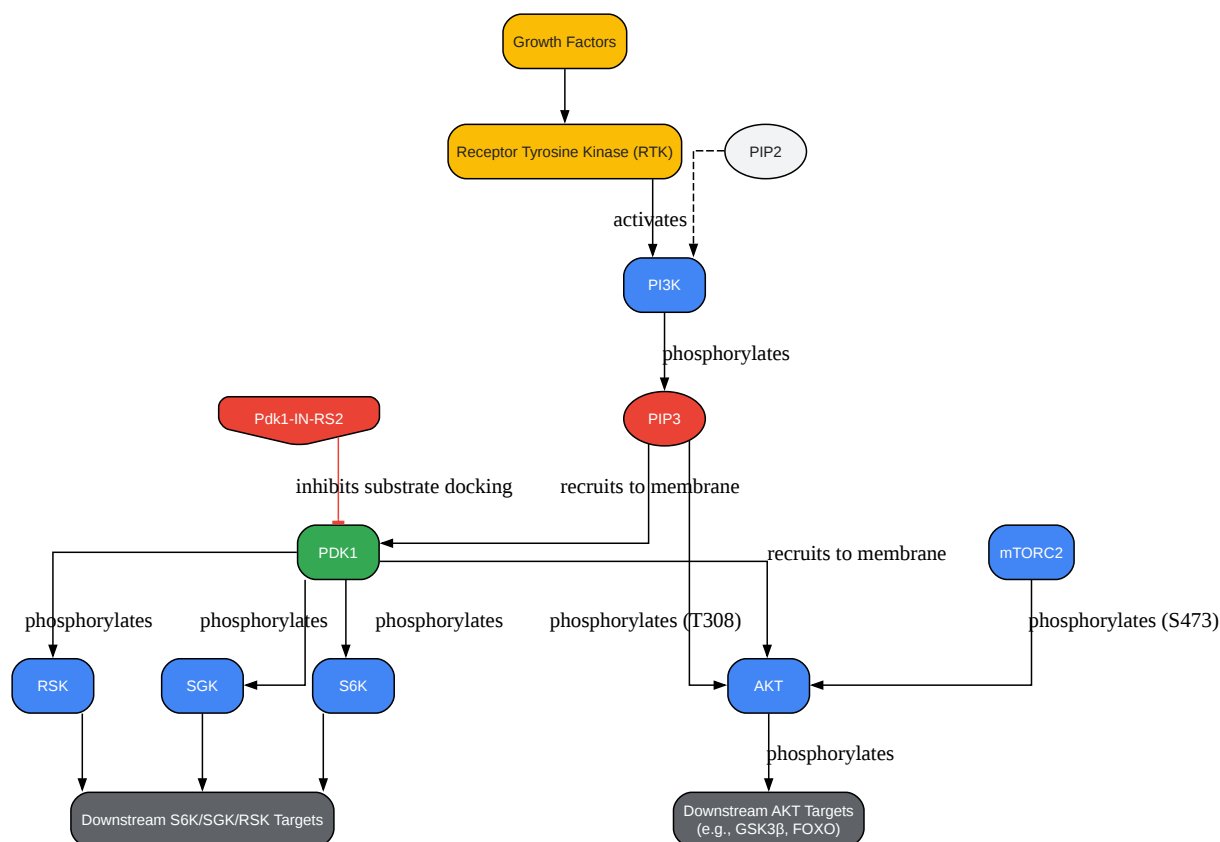 Growth Factors
Receptor Tyrosine Kinase (RTK)
PIP2
activates
PI3K
phosphorylates
Pdk1-IN-RS2
PIP3
inhibits substrate docking
recruits to membrane
PDK1
recruits to membrane
mTORC2
phosphorylates
phosphorylates
phosphorylates
phosphorylates (T308)
phosphorylates (S473)
RSK
SGK
S6K
AKT
phosphorylates
Downstream S6K/SGK/RSK Targets
Downstream AKT Targets
(e.g., GSK3β, FOXO)